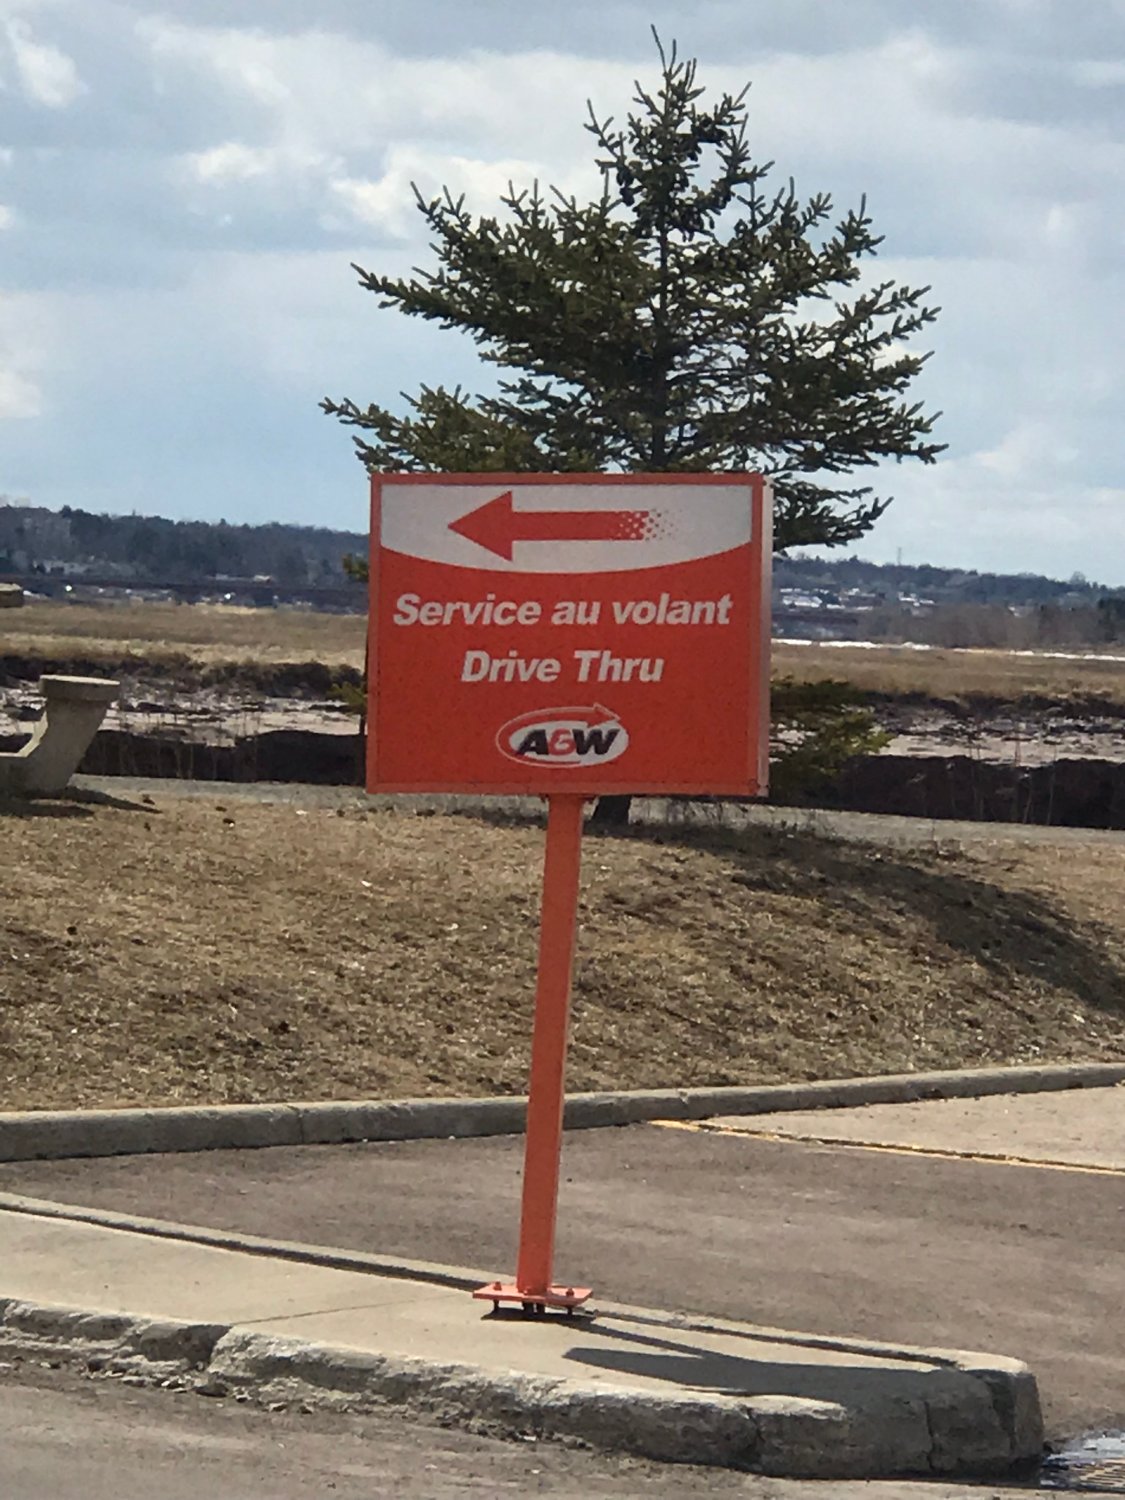 Service au volant
Drive Thru
A&W